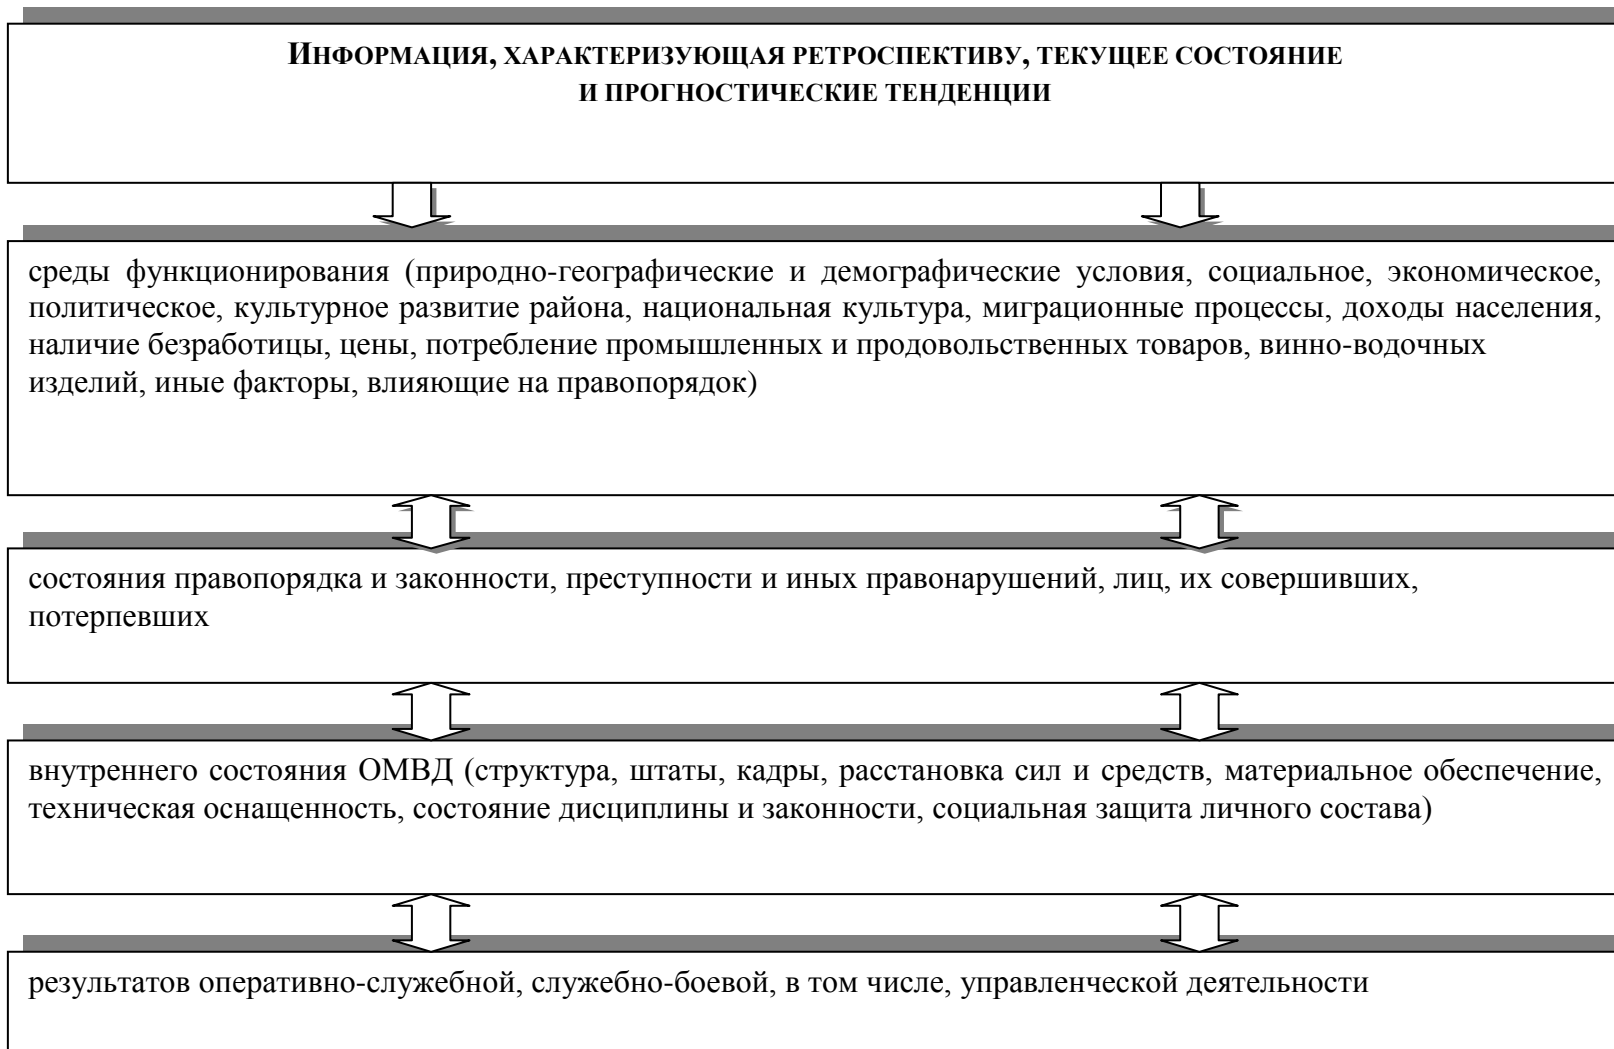 ИНФОРМАЦИЯ, ХАРАКТЕРИЗУЮЩАЯ РЕТРОСПЕКТИВУ, ТЕКУЩЕЕ СОСТОЯНИЕ
И ПРОГНОСТИЧЕСКИЕ ТЕНДЕНЦИИ
среды функционирования (природно-географические и демографические условия, социальное, экономическое,
политическое, культурное развитие района, национальная культура, миграционные процессы, доходы населения,
наличие безработицы, цены, потребление промышленных и продовольственных товаров, винно-водочных
изделий, иные факторы, влияющие на правопорядок)
состояния правопорядка и законности, преступности и иных правонарушений, лиц, их совершивших,
потерпевших
внутреннего состояния ОМВД (структура, штаты, кадры, расстановка сил и средств, материальное обеспечение,
техническая оснащенность, состояние дисциплины и законности, социальная защита личного состава)
результатов оперативно-служебной, служебно-боевой, в том числе, управленческой деятельности